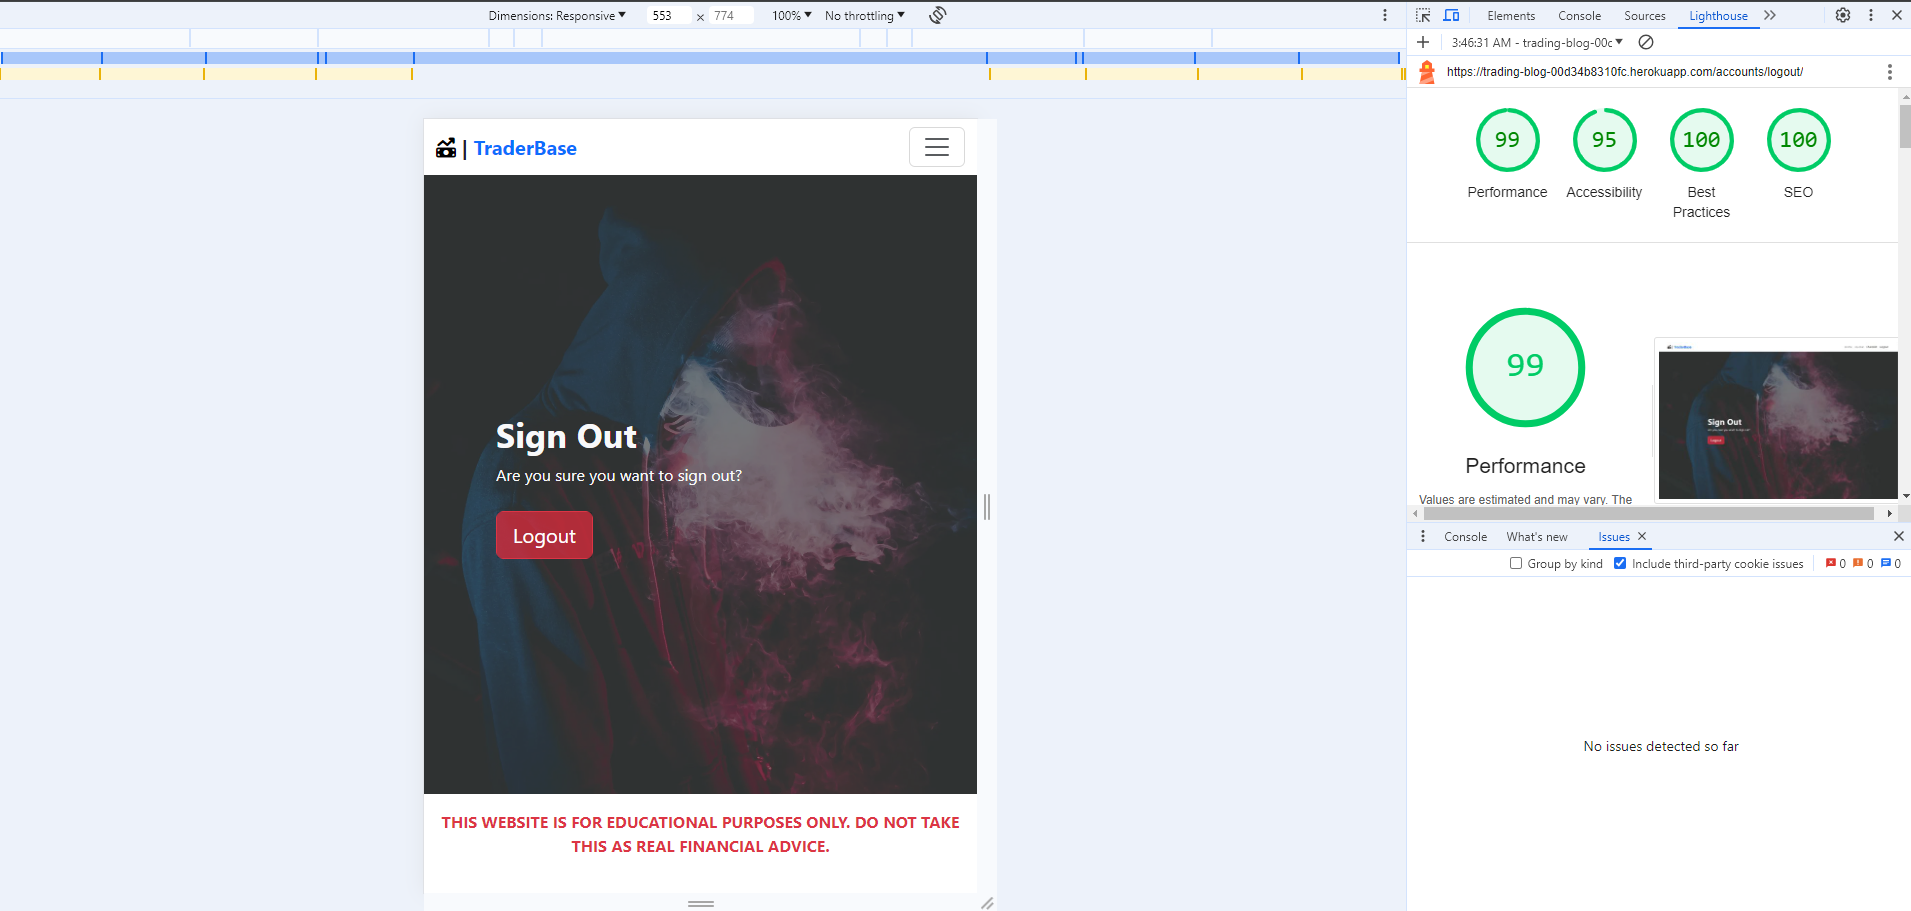 Dimensions: Responsive 553 × 774 100% No throttling
Elements Console Sources Lighthouse
3:46:31 AM - trading-blog-00c
https://trading-blog-00d34b8310fc.herokuapp.com/accounts/logout/
| TraderBase
99 95 100 100
Performance Accessibility Best Practices SEO
99
Performance
Values are estimated and may vary. The
Sign Out
Are you sure you want to sign out?
Logout
Sign Out
Logout
Console What's new Issues
Group by kind Include third-party cookie issues 0 0 0
No issues detected so far
THIS WEBSITE IS FOR EDUCATIONAL PURPOSES ONLY. DO NOT TAKE
THIS AS REAL FINANCIAL ADVICE.